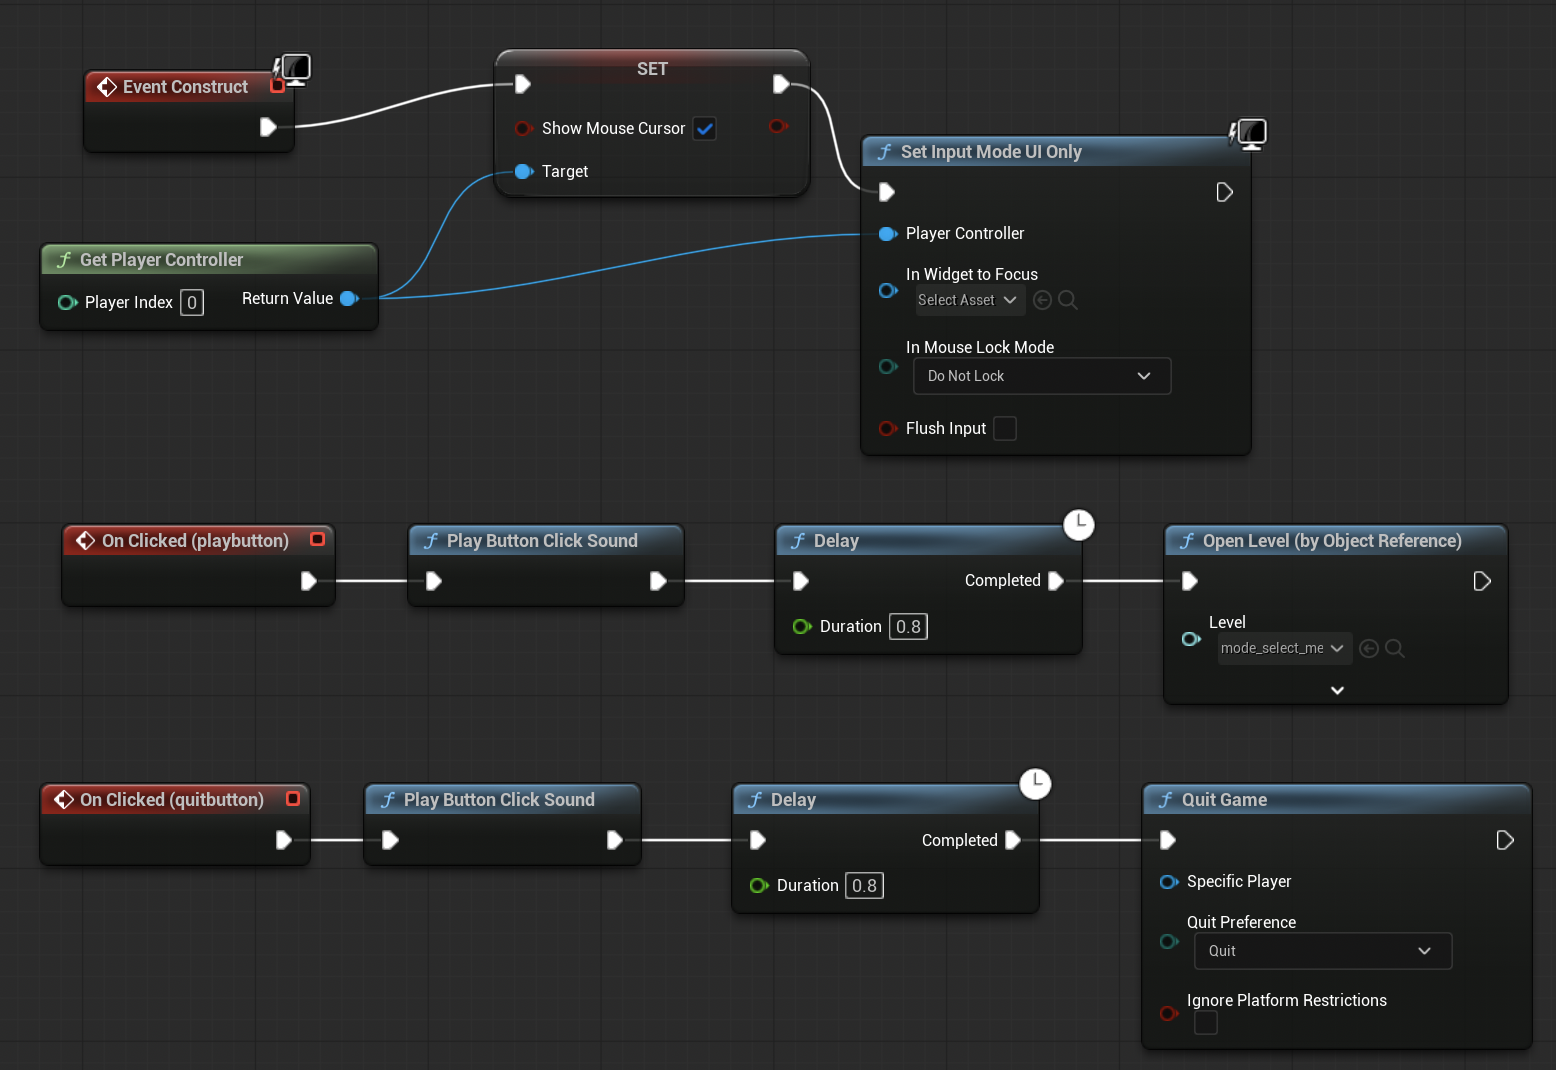 Event Construct
SET
Show Mouse Cursor
Target
Set Input Mode UI Only
Player Controller
In Widget to Focus
Select Asset
In Mouse Lock Mode
Do Not Lock
Flush Input
Get Player Controller
Player Index 0 Return Value
On Clicked (playbutton)
Play Button Click Sound
Delay
Completed
Duration 0.8
Open Level (by Object Reference)
Level
mode_select_me
On Clicked (quitbutton)
Play Button Click Sound
Delay
Completed
Duration 0.8
Quit Game
Specific Player
Quit Preference
Quit
Ignore Platform Restrictions